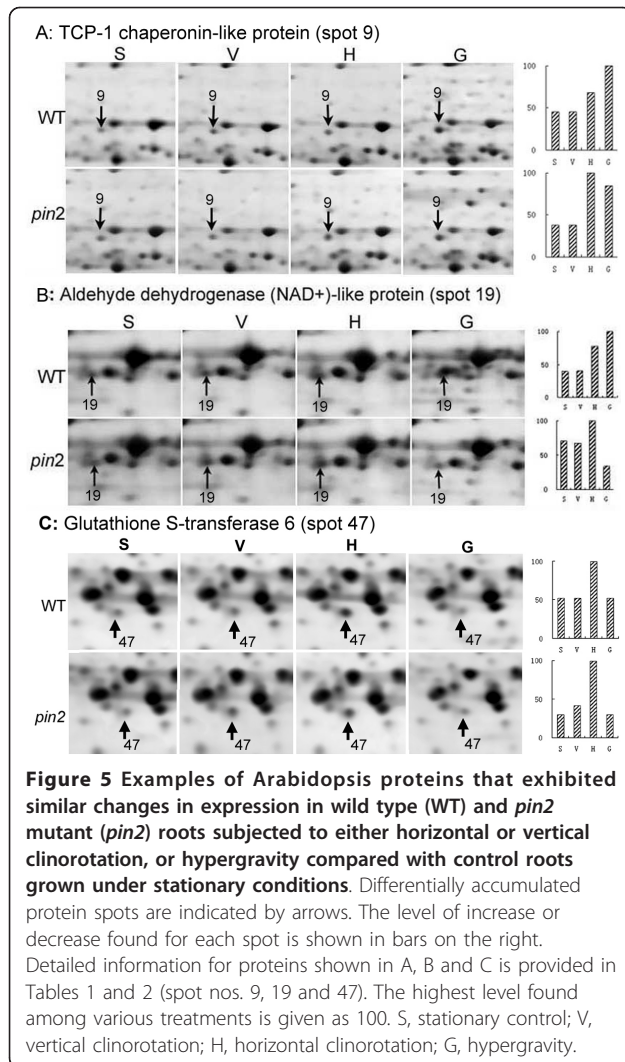 A: TCP-1 chaperonin-like protein (spot 9)
S V H G
WT 9 9 9 9
100
50
0
S V H G
pin2 9 9 9 9
100
50
0
S V H G
B: Aldehyde dehydrogenase (NAD+)-like protein (spot 19)
S V H G
WT 19 19 19 19
100
50
0
S V H G
pin2 19 19 19 19
100
50
0
S V H G
C: Glutathione S-transferase 6 (spot 47)
S V H G
WT 47 47 47 47
100
50
0
S V H G
pin2 47 47 47 47
100
50
0
S V H G
Figure 5 Examples of Arabidopsis proteins that exhibited
similar changes in expression in wild type (WT) and pin2
mutant (pin2) roots subjected to either horizontal or vertical
clinorotation, or hypergravity compared with control roots
grown under stationary conditions. Differentially accumulated
protein spots are indicated by arrows. The level of increase or
decrease found for each spot is shown in bars on the right.
Detailed information for proteins shown in A, B and C is provided in
Tables 1 and 2 (spot nos. 9, 19 and 47). The highest level found
among various treatments is given as 100. S, stationary control; V,
vertical clinorotation; H, horizontal clinorotation; G, hypergravity.